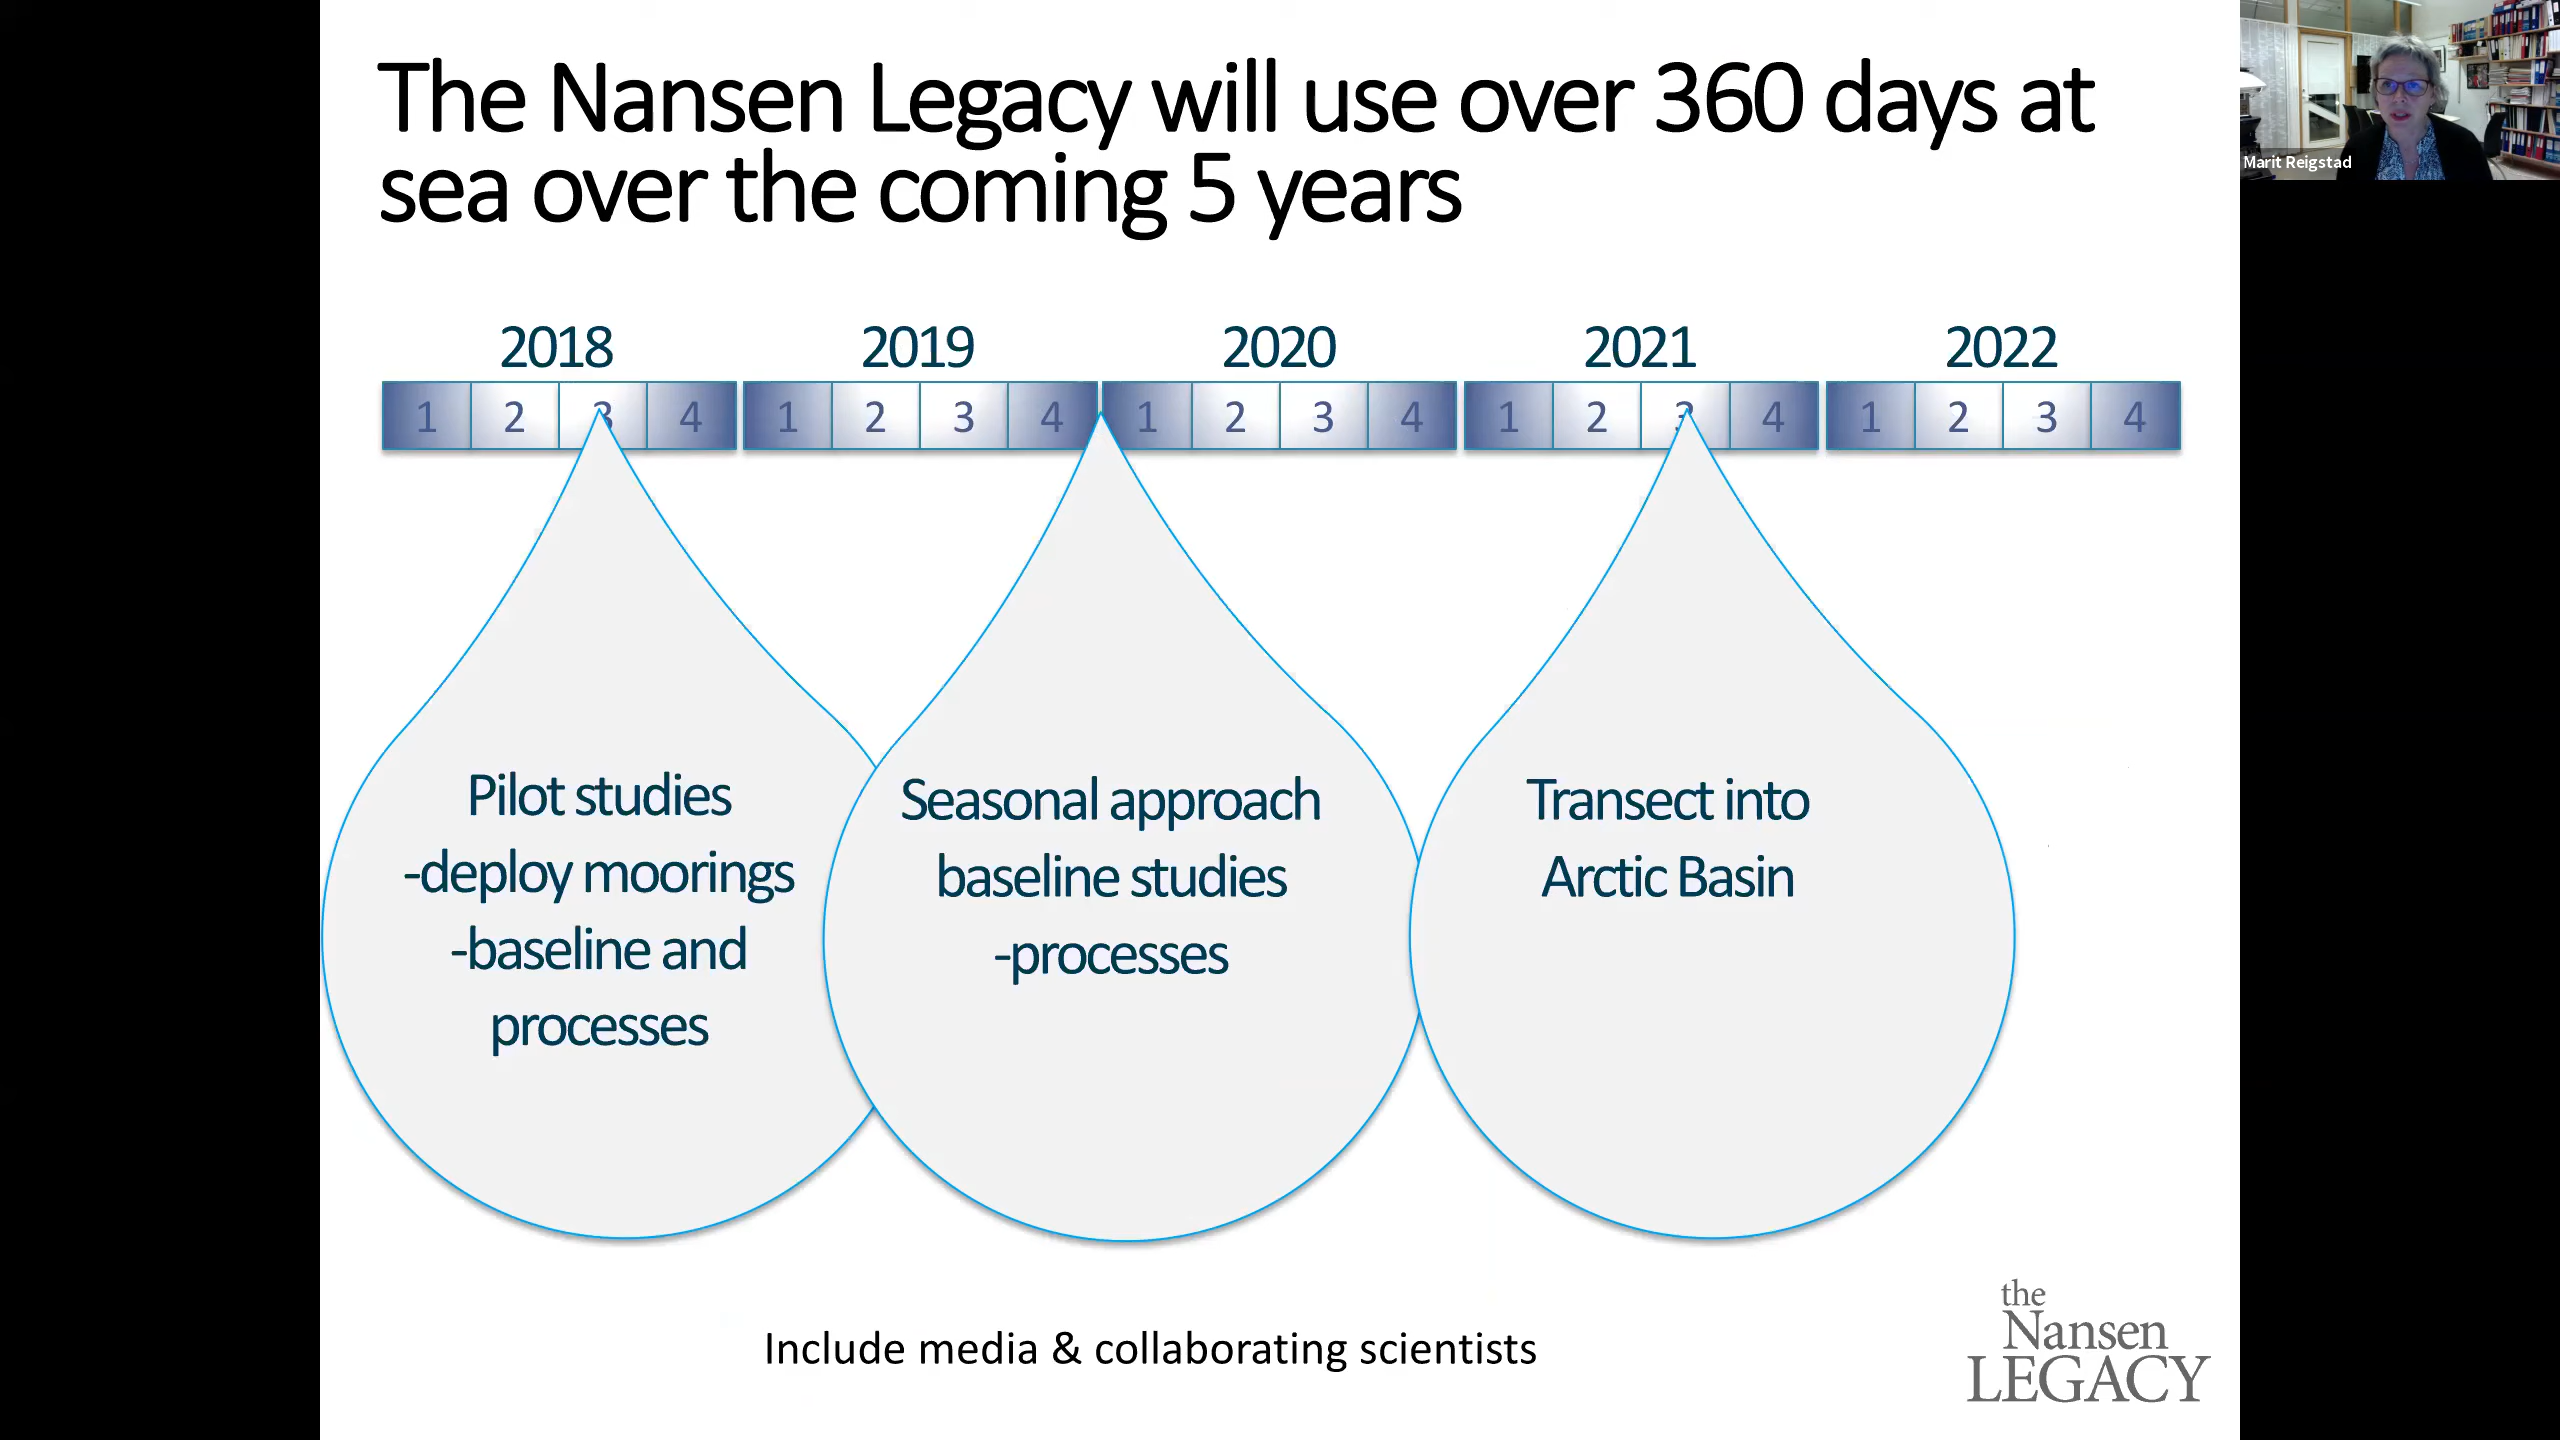 The Nansen Legacy will use over 360 days at
sea over the coming 5 years
Marit Reigstad
2018 2019 2020 2021 2022
1 2 3 4 1 2 3 4 1 2 3 4 1 2 3 4 1 2 3 4
Pilot studies
-deploy moorings
-baseline and
processes
Seasonal approach
baseline studies
-processes
Transect into
Arctic Basin
Include media & collaborating scientists
the
Nansen
LEGACY